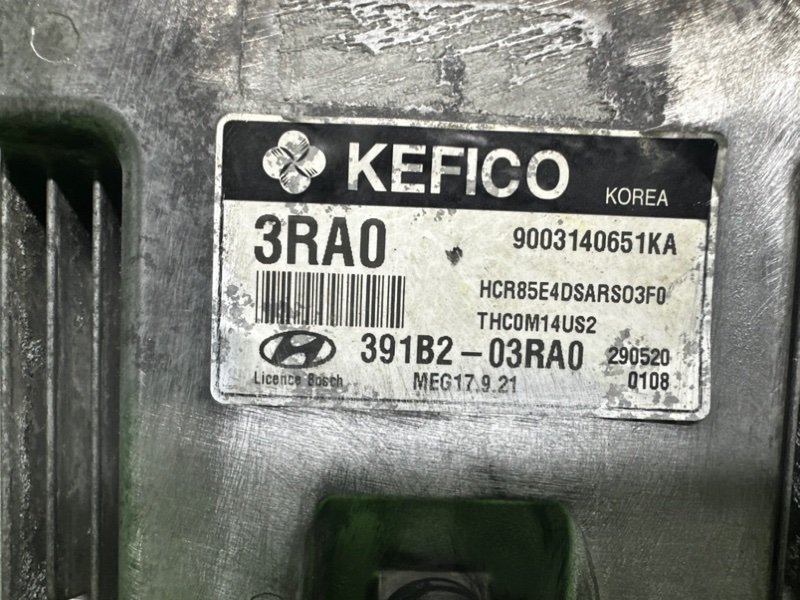 KEFICO KOREA
3RA0 9003140651KA
HCR85E4DSARS03F0
THC0M14US2
391B2-03RA0 290520
Licence Bosch MEG17.9.21 0108